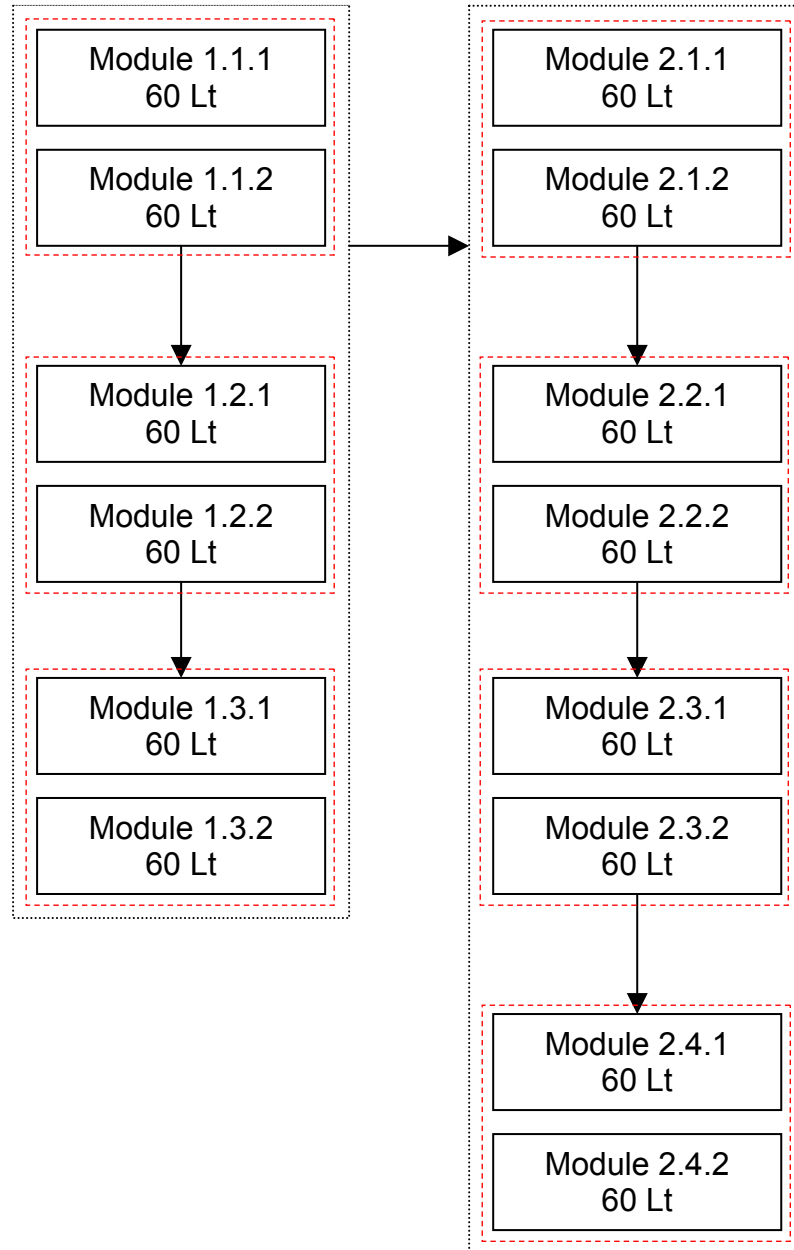 Module 1.1.1
60 Lt
Module 1.1.2
60 Lt
Module 1.2.1
60 Lt
Module 1.2.2
60 Lt
Module 1.3.1
60 Lt
Module 1.3.2
60 Lt
Module 2.1.1
60 Lt
Module 2.1.2
60 Lt
Module 2.2.1
60 Lt
Module 2.2.2
60 Lt
Module 2.3.1
60 Lt
Module 2.3.2
60 Lt
Module 2.4.1
60 Lt
Module 2.4.2
60 Lt